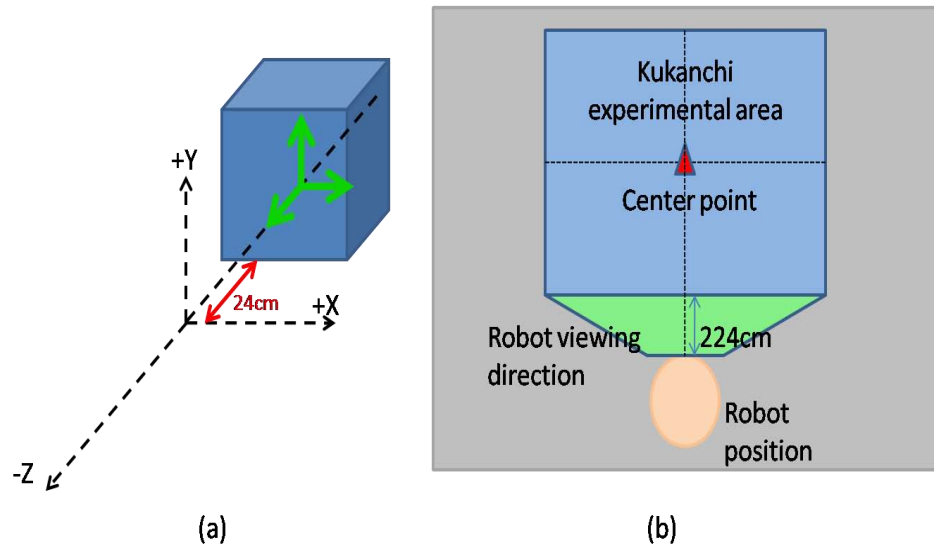 +Y
24cm
+X
-Z
(a)
Kukanchi
experimental area
Center point
Robot viewing
direction
224cm
Robot
position
(b)